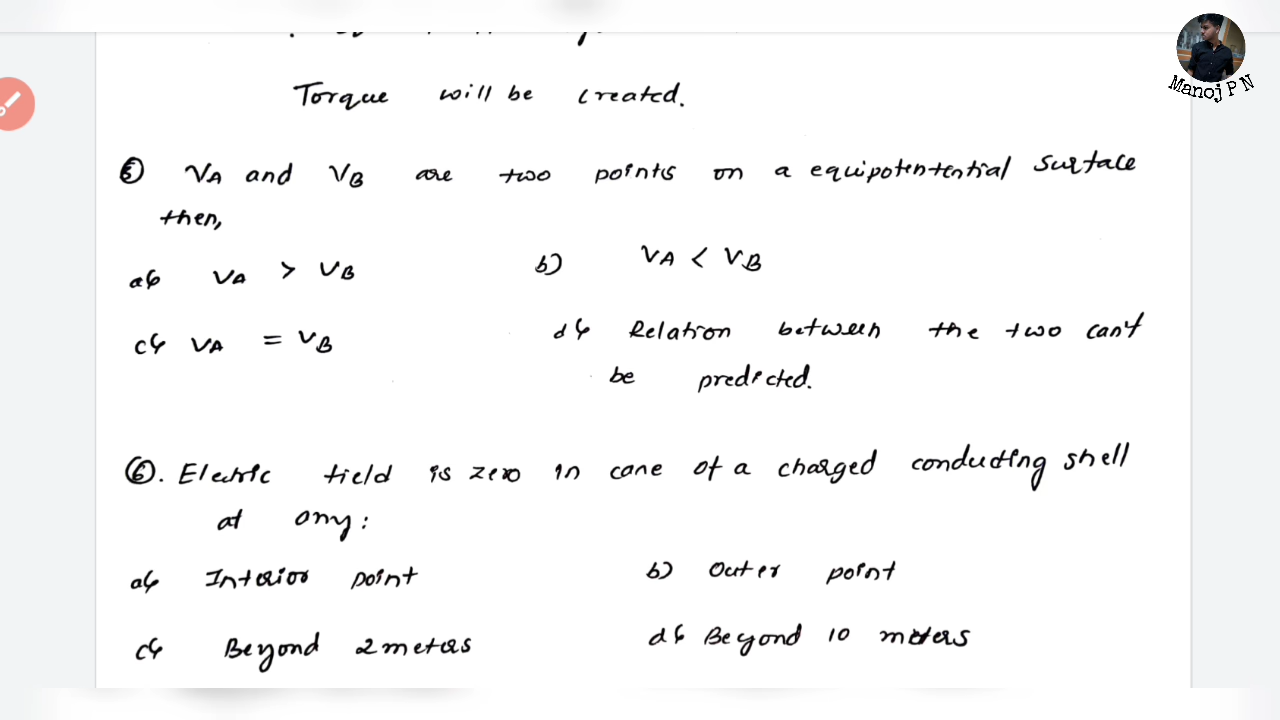 Torque will be created.
Manoj P N
⑤ VA and VB are two points on a equipotentential surface
then,
a) VA > VB b) VA < VB
c) VA = VB d) Relation between the two can't
be predicted.
⑥. Eletric field is zero in case of a charged conducting shell
at any:
a) Interior point b) Outer point
c) Beyond 2 meters d) Beyond 10 meters